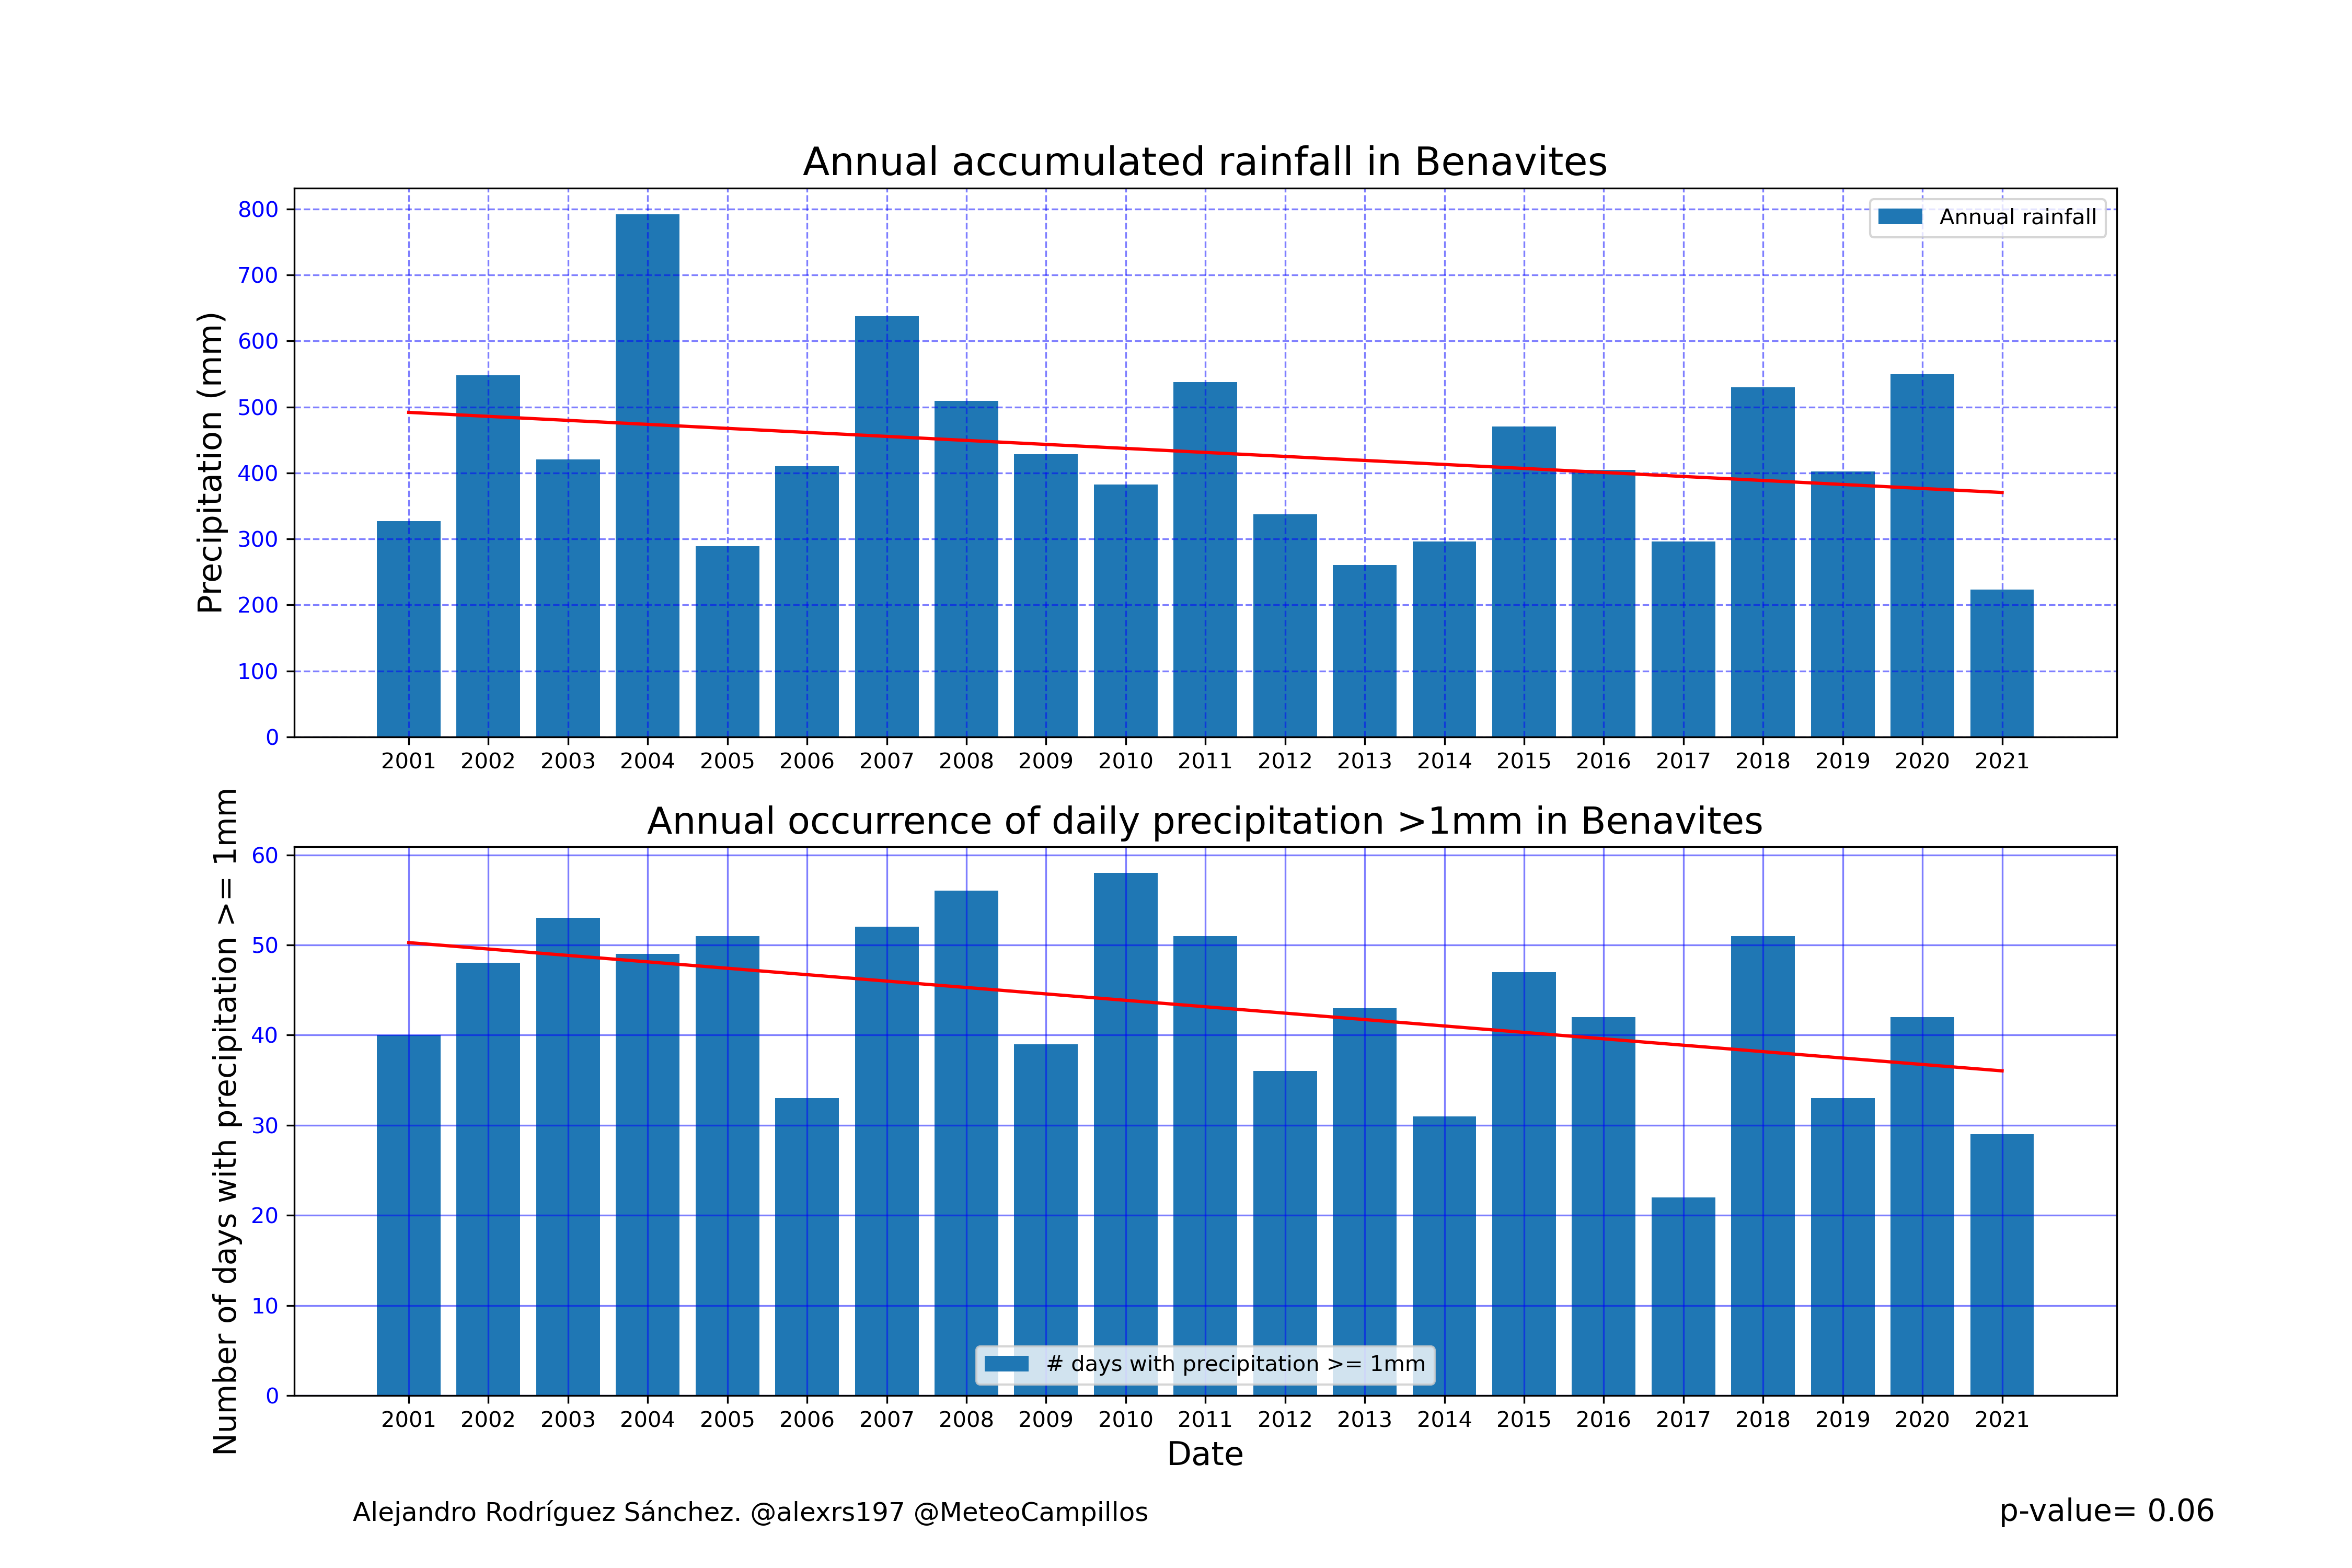 Annual accumulated rainfall in Benavites
Precipitation (mm)
800
700
600
500
400
300
200
100
0
Annual rainfall
2001 2002 2003 2004 2005 2006 2007 2008 2009 2010 2011 2012 2013 2014 2015 2016 2017 2018 2019 2020 2021
Annual occurrence of daily precipitation >1mm in Benavites
Number of days with precipitation >= 1mm
60
50
40
30
20
10
0
# days with precipitation >= 1mm
2001 2002 2003 2004 2005 2006 2007 2008 2009 2010 2011 2012 2013 2014 2015 2016 2017 2018 2019 2020 2021
Date
Alejandro Rodríguez Sánchez. @alexrs197 @MeteoCampillos
p-value= 0.06